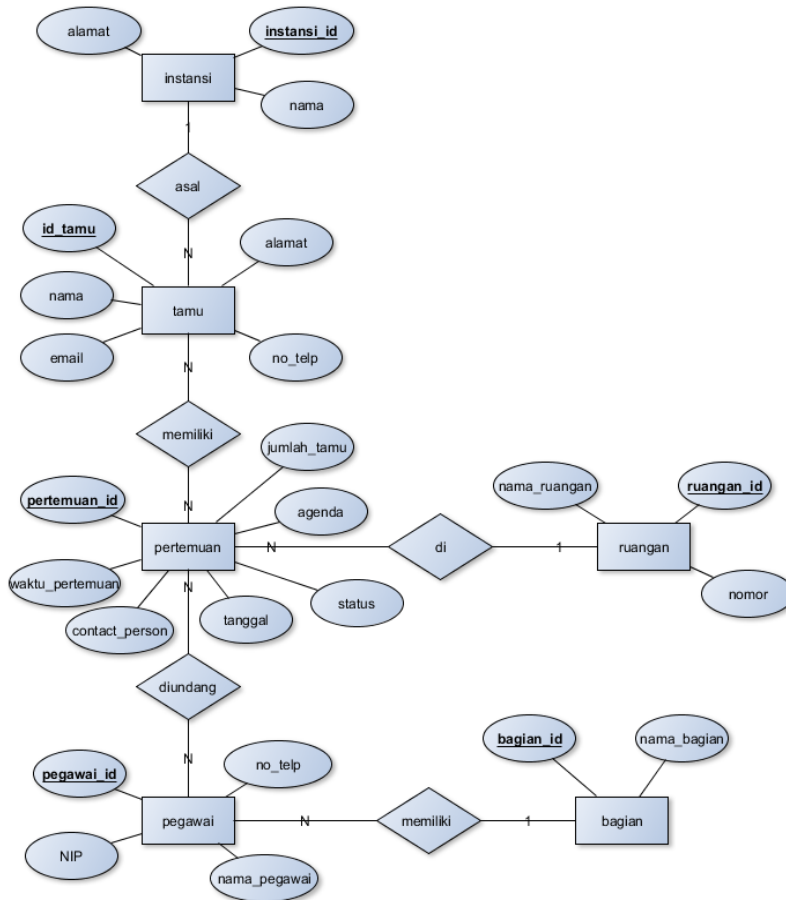 alamat
instansi_id
instansi
nama
1
asal
id_tamu
alamat
N
nama
tamu
email
no_telp
N
memiliki
jumlah_tamu
nama_ruangan
ruangan_id
pertemuan_id
N
agenda
pertemuan
N
di
1
ruangan
waktu_pertemuan
N
nomor
status
contact_person
tanggal
diundang
bagian_id
nama_bagian
N
no_telp
pegawai_id
pegawai
N
memiliki
1
bagian
NIP
nama_pegawai